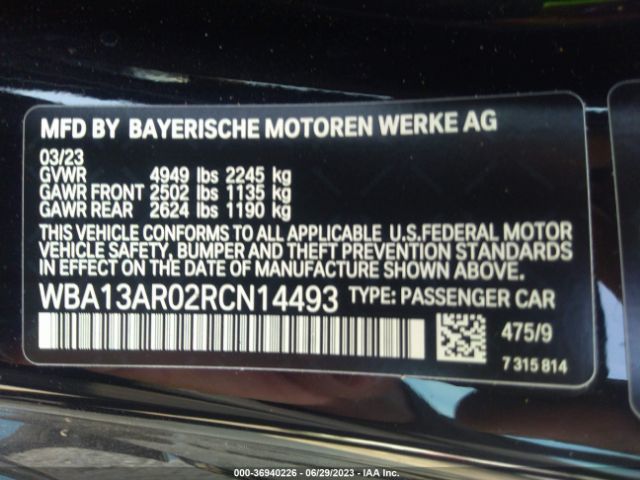 MFD BY BAYERISCHE MOTOREN WERKE AG
03/23
GVWR 4949 lbs 2245 kg
GAWR FRONT 2502 lbs 1135 kg
GAWR REAR 2624 lbs 1190 kg
THIS VEHICLE CONFORMS TO ALL APPLICABLE U.S.FEDERAL MOTOR
VEHICLE SAFETY, BUMPER AND THEFT PREVENTION STANDARDS
IN EFFECT ON THE DATE OF MANUFACTURE SHOWN ABOVE.
WBA13AR02RCN14493 TYPE: PASSENGER CAR
475/9
7 315 814
000-36940226 - 06/29/2023 - IAA Inc.